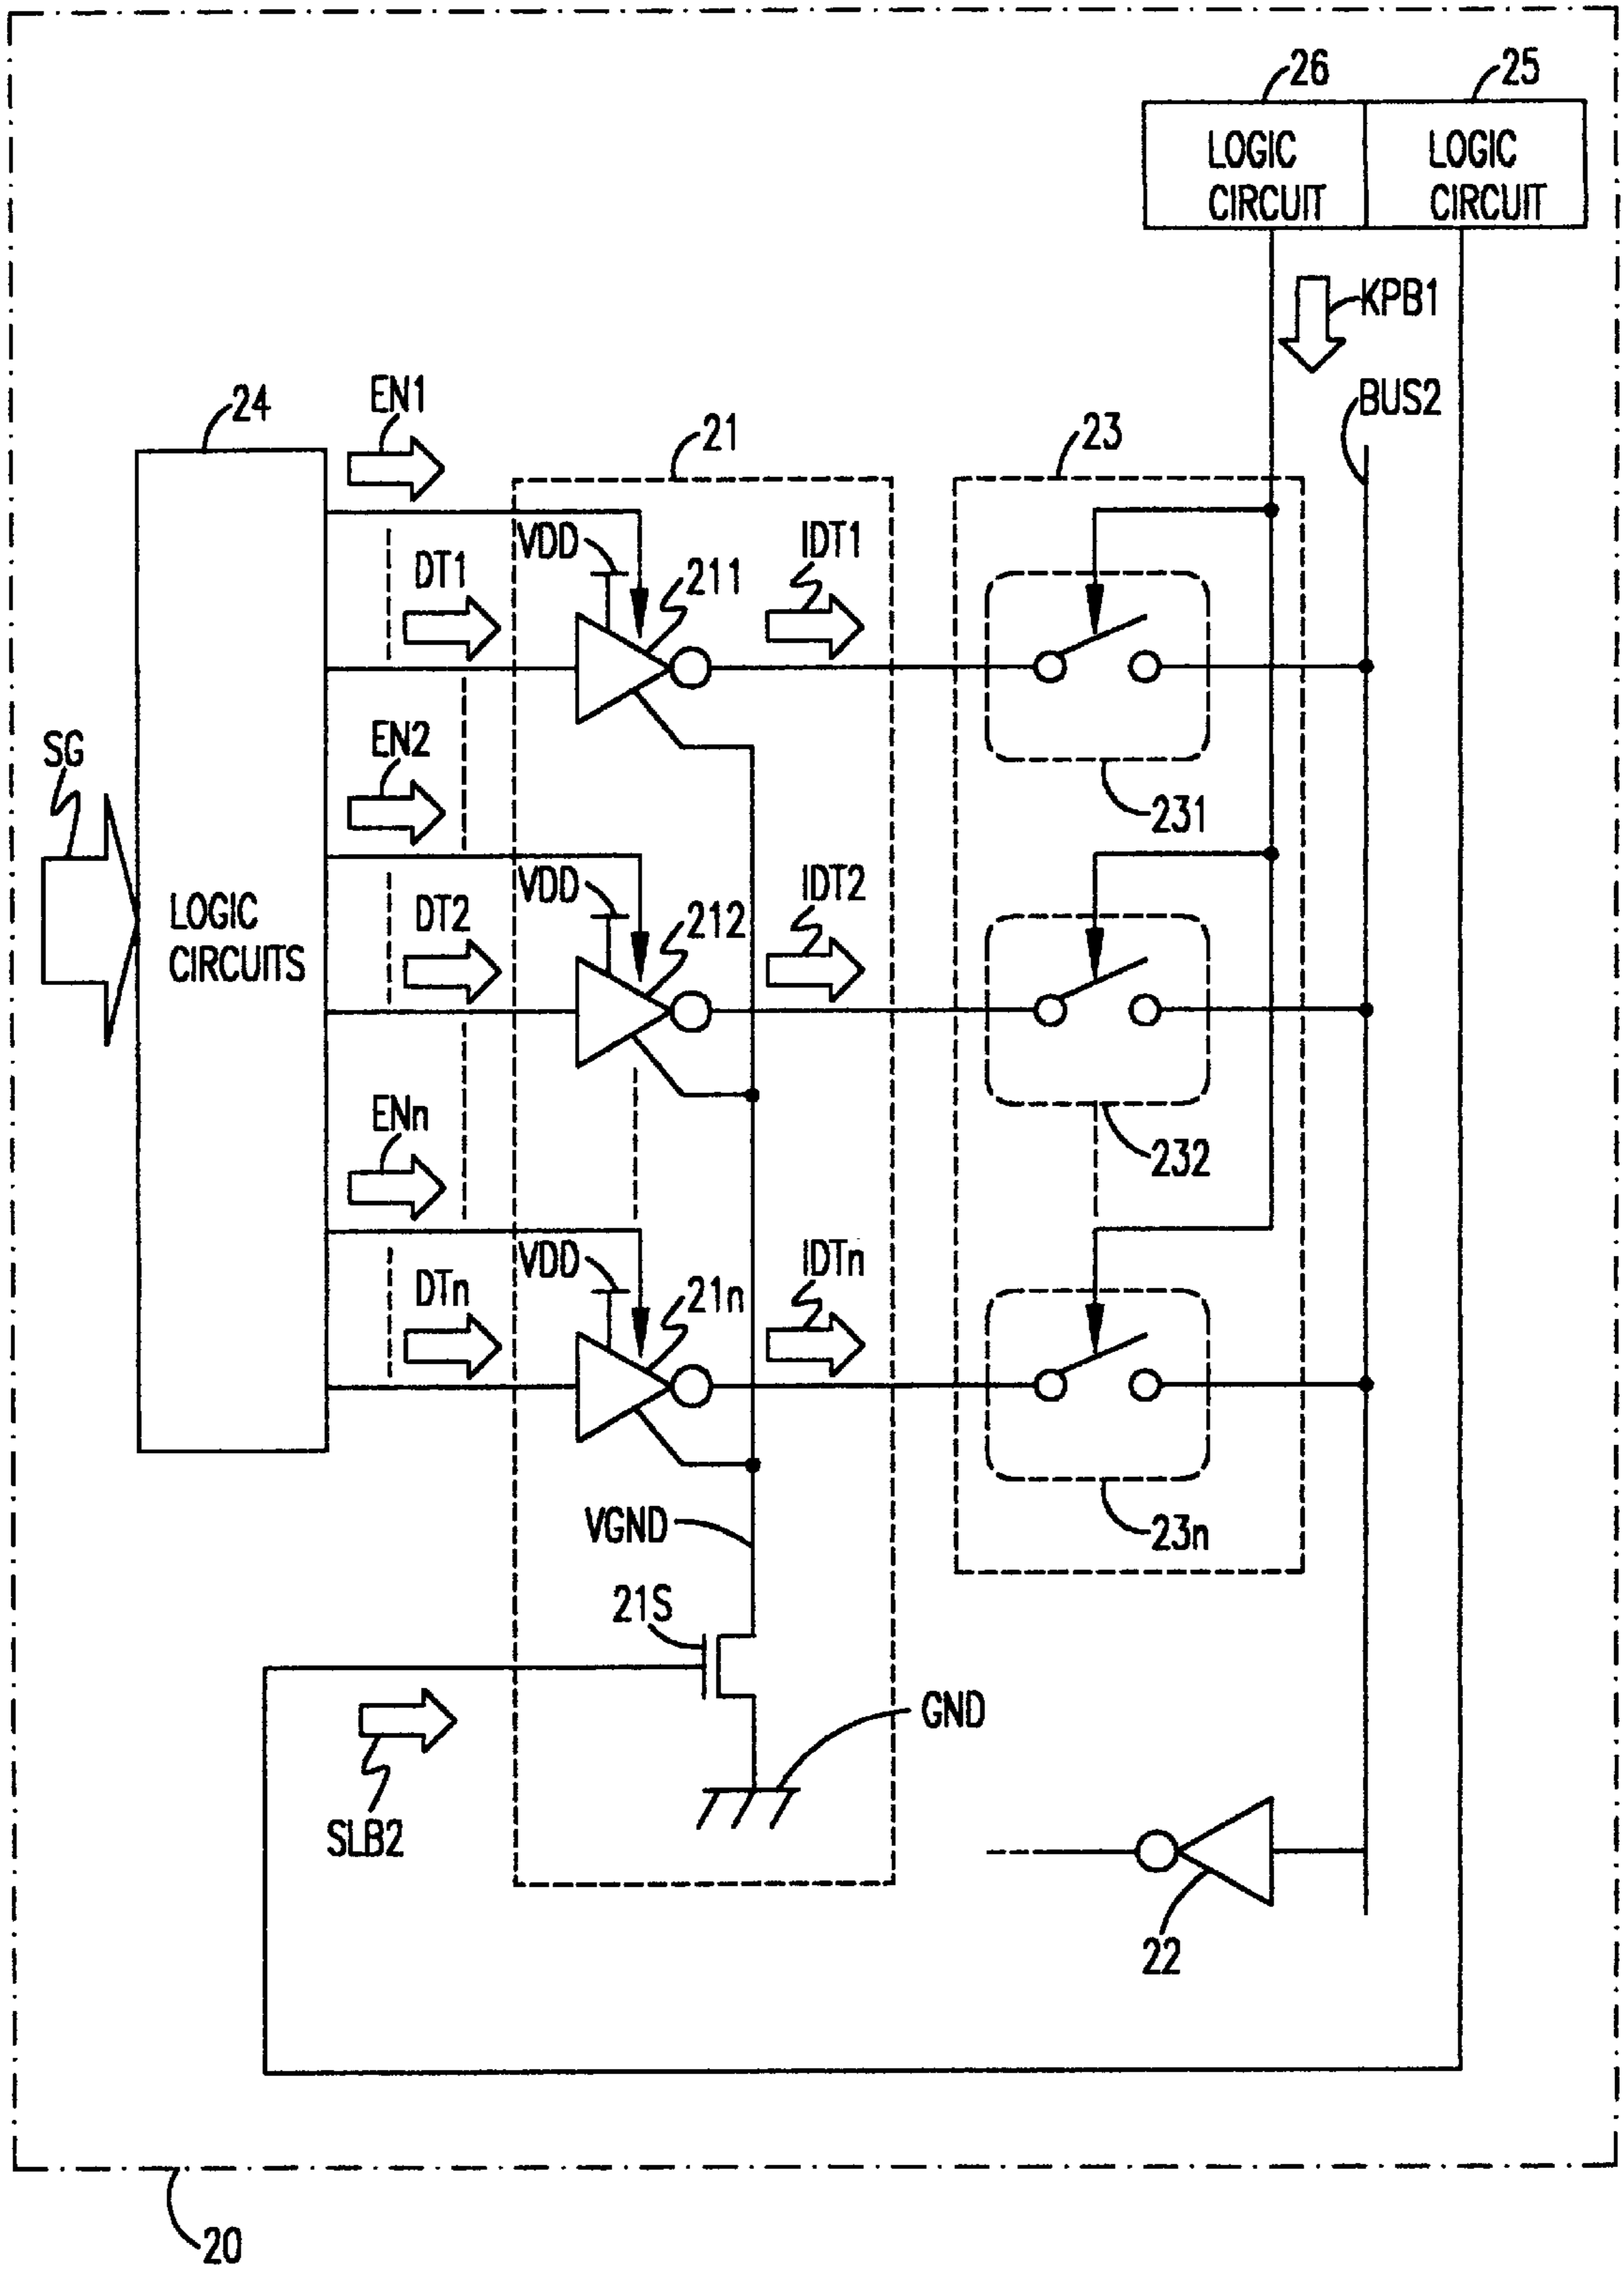 26
25
LOGIC
CIRCUIT
LOGIC
CIRCUIT
KPB1
BUS2
24
EN1
21
23
VDD
DT1
211
IDT1
EN2
SG
231
VDD
DT2
212
IDT2
LOGIC
CIRCUITS
ENn
232
VDD
DTn
21n
IDTn
VGND
23n
21S
GND
SLB2
22
20